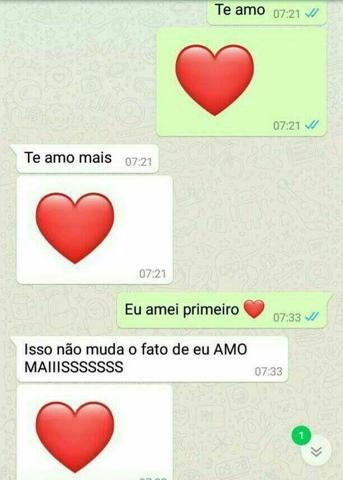 Te amo 07:21
07:21
Te amo mais 07:21
07:21
Eu amei primeiro ❤️ 07:33
Isso não muda o fato de eu AMO
MAIIISSSSSSS 07:33
1